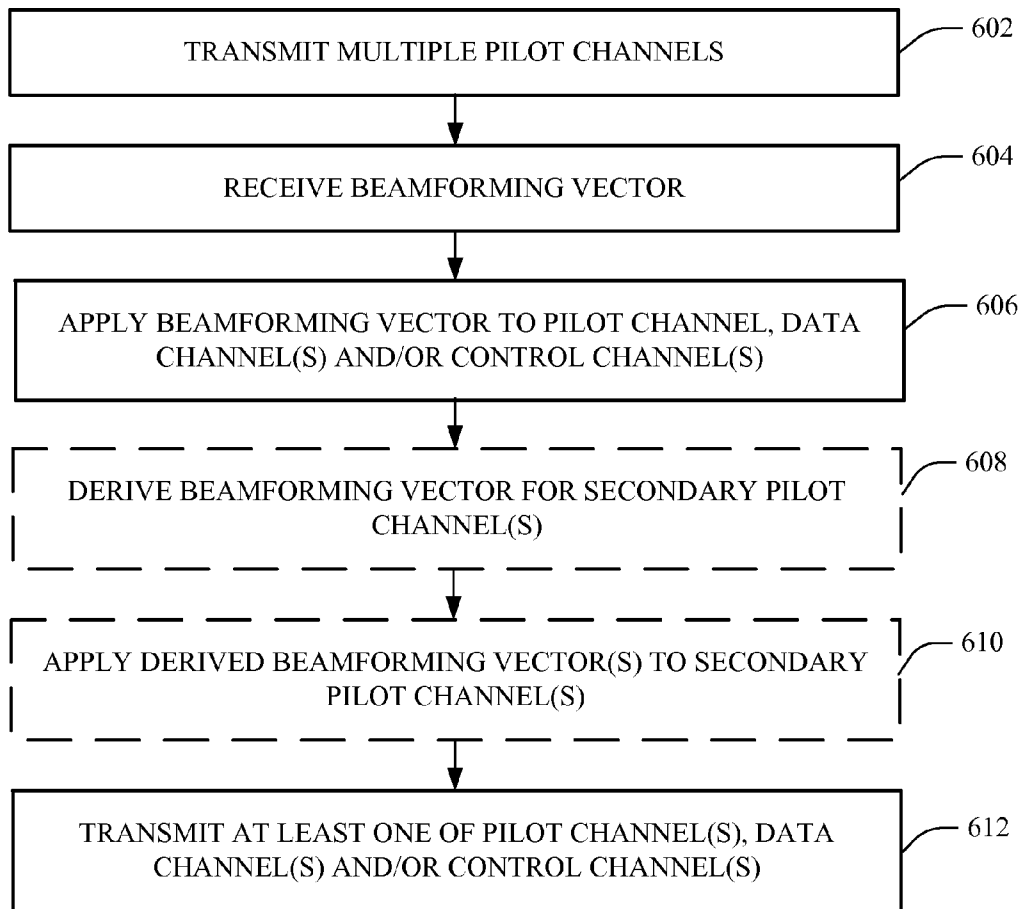 TRANSMIT MULTIPLE PILOT CHANNELS
602
RECEIVE BEAMFORMING VECTOR
604
APPLY BEAMFORMING VECTOR TO PILOT CHANNEL, DATA
CHANNEL(S) AND/OR CONTROL CHANNEL(S)
606
DERIVE BEAMFORMING VECTOR FOR SECONDARY PILOT
CHANNEL(S)
608
APPLY DERIVED BEAMFORMING VECTOR(S) TO SECONDARY
PILOT CHANNEL(S)
610
TRANSMIT AT LEAST ONE OF PILOT CHANNEL(S), DATA
CHANNEL(S) AND/OR CONTROL CHANNEL(S)
612